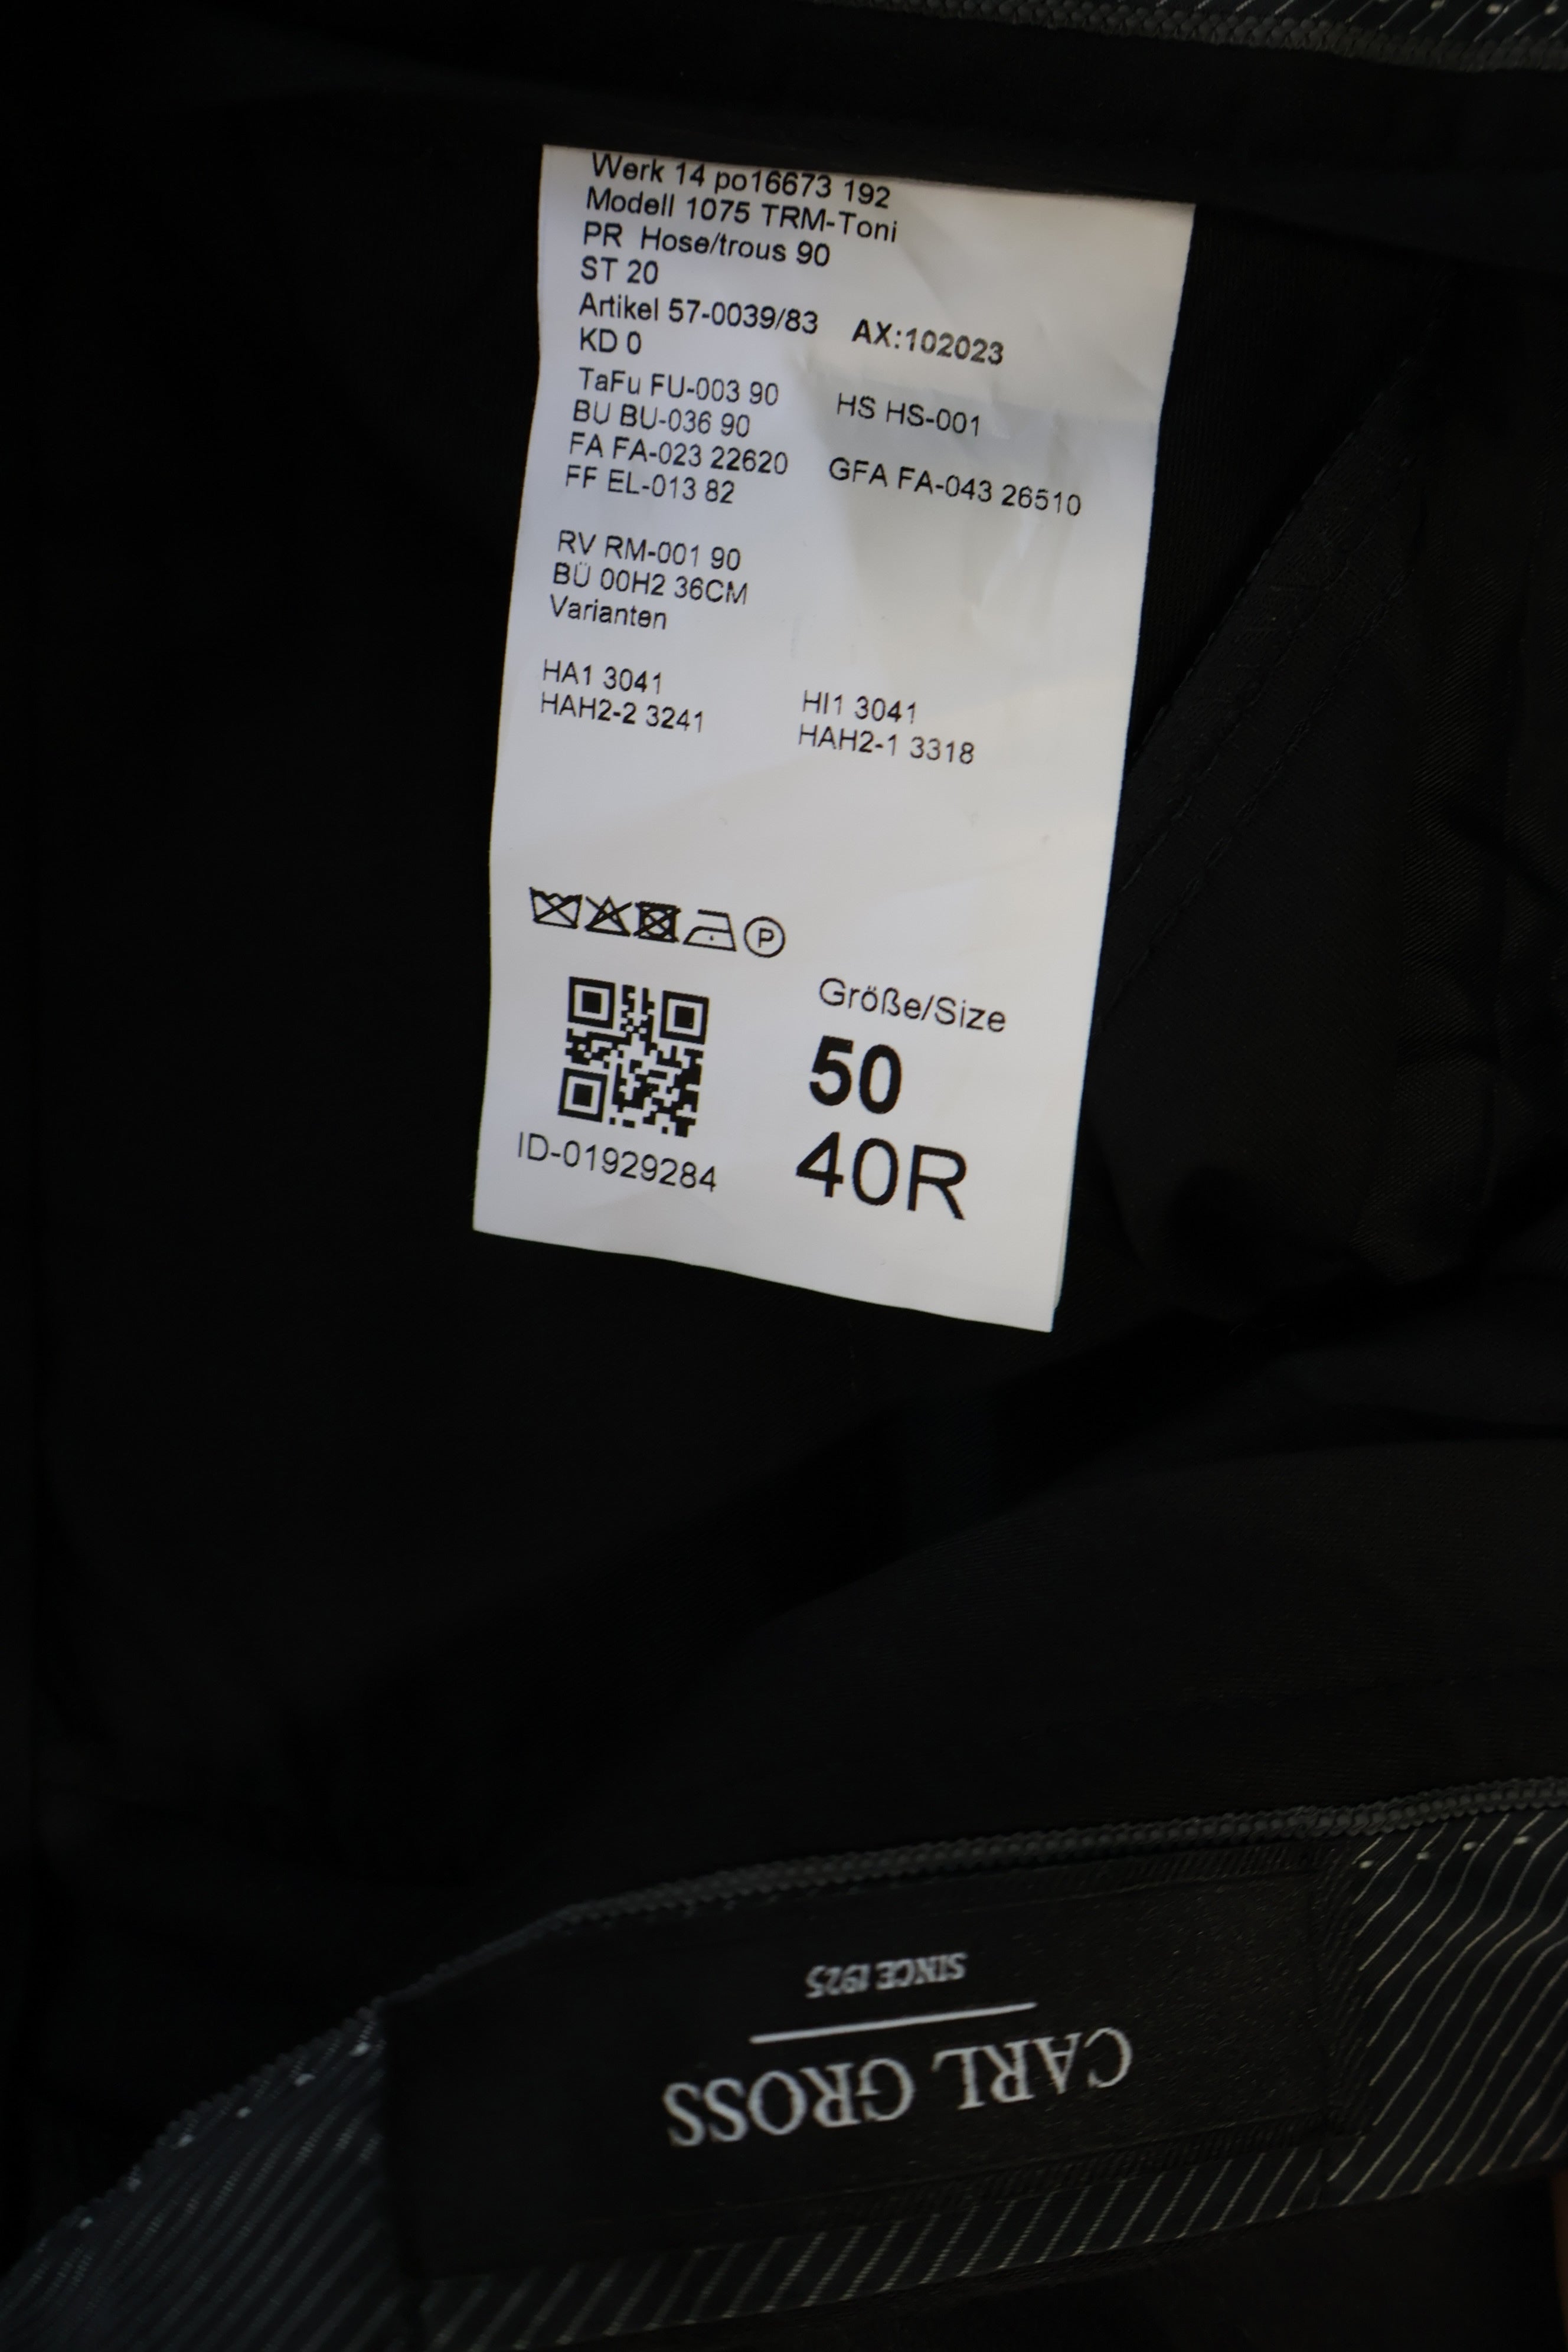 Werk 14 po16673 192
Modell 1075 TRM-Toni
PR Hose/trous 90
ST 20
Artikel 57-0039/83 AX:102023
KD 0
TaFu FU-003 90 HS HS-001
BU BU-036 90
FA FA-023 22620 GFA FA-043 26510
FF EL-013 82
RV RM-001 90
BÜ 00H2 36CM
Varianten
HA1 3041 HI1 3041
HAH2-2 3241 HAH2-1 3318
P
Größe/Size
50
40R
ID-01929284
CARL GROSS
SINCE 1925